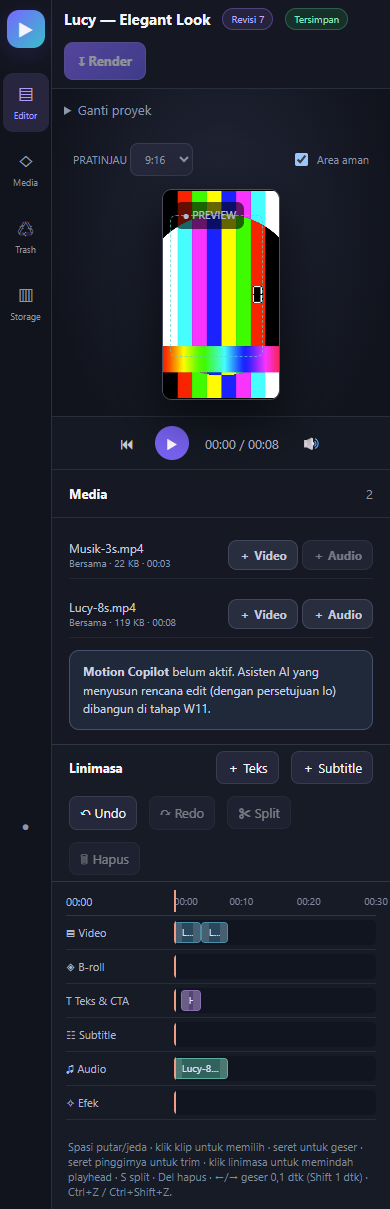 Lucy — Elegant Look
Revisi 7
Tersimpan
↧ Render
▶ Ganti proyek
Editor
Media
Trash
Storage
PRATINJAU
9:16
Area aman
● PREVIEW
00:00 / 00:08
Media
2
Musik-3s.mp4
Bersama · 22 KB · 00:03
+ Video
+ Audio
Lucy-8s.mp4
Bersama · 119 KB · 00:08
+ Video
+ Audio
Motion Copilot belum aktif. Asisten AI yang
menyusun rencana edit (dengan persetujuan lo)
dibangun di tahap W11.
Linimasa
+ Teks
+ Subtitle
↶ Undo
↷ Redo
Split
Hapus
00:00
00:00
00:10
00:20
00:30
Video
L...
L...
B-roll
T Teks & CTA
Subtitle
Audio
Lucy-8...
Efek
Spasi putar/jeda · klik klip untuk memilih · seret untuk geser ·
seret pinggirnya untuk trim · klik linimasa untuk memindah
playhead · S split · Del hapus · ←/→ geser 0,1 dtk (Shift 1 dtk) ·
Ctrl+Z / Ctrl+Shift+Z.